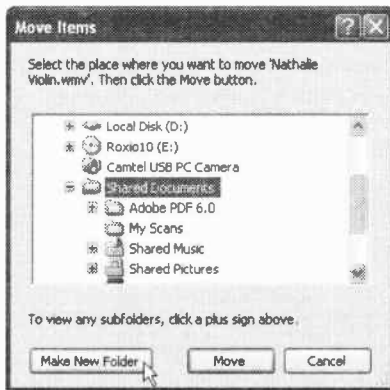 Move Items
Select the place where you want to move 'Nathalie
Violin.wmv'. Then click the Move button.
Local Disk (D:)
Roxio10 (E:)
Camtel USB PC Camera
Shared Documents
Adobe PDF 6.0
My Scans
Shared Music
Shared Pictures
To view any subfolders, click a plus sign above.
Make New Folder Move Cancel